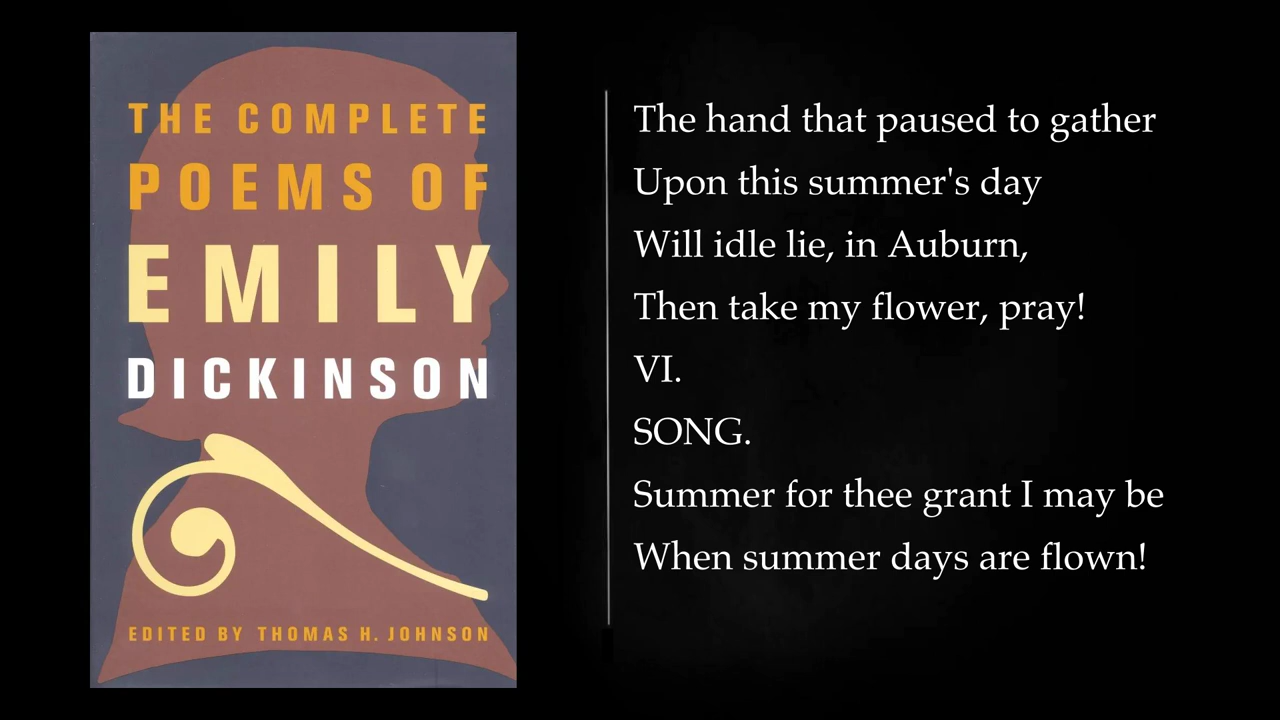 THE COMPLETE
POEMS OF
EMILY
DICKINSON
EDITED BY THOMAS H. JOHNSON
The hand that paused to gather
Upon this summer's day
Will idle lie, in Auburn,
Then take my flower, pray!
VI.
SONG.
Summer for thee grant I may be
When summer days are flown!